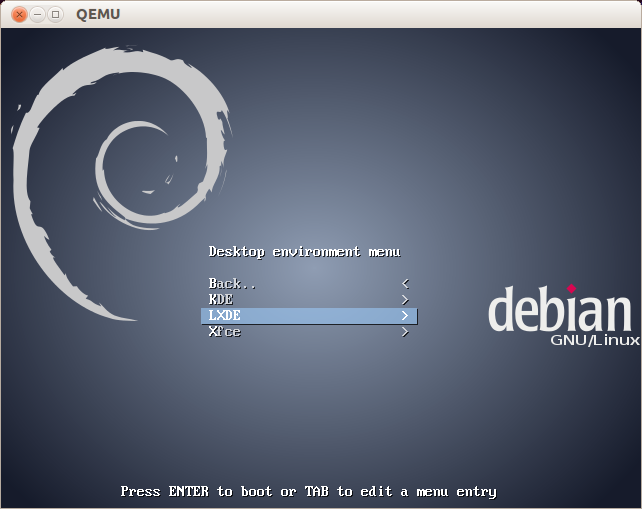 QEMU
Desktop environment menu
Back.. <
KDE >
LXDE >
Xfce >
debian
GNU/Linux
Press ENTER to boot or TAB to edit a menu entry